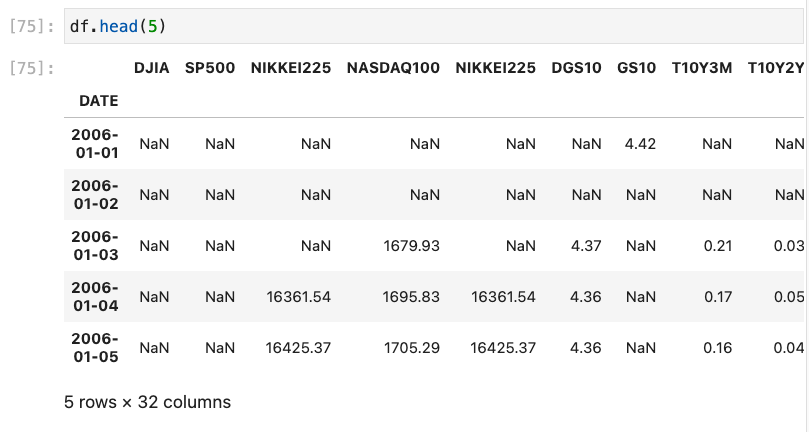 [75]: df.head(5)
[75]: DJIA SP500 NIKKEI225 NASDAQ100 NIKKEI225 DGS10 GS10 T10Y3M T10Y2Y
DATE
2006-
01-01 NaN NaN NaN NaN NaN NaN 4.42 NaN NaN
2006-
01-02 NaN NaN NaN NaN NaN NaN NaN NaN NaN
2006-
01-03 NaN NaN NaN 1679.93 NaN 4.37 NaN 0.21 0.03
2006-
01-04 NaN NaN 16361.54 1695.83 16361.54 4.36 NaN 0.17 0.05
2006-
01-05 NaN NaN 16425.37 1705.29 16425.37 4.36 NaN 0.16 0.04
5 rows × 32 columns